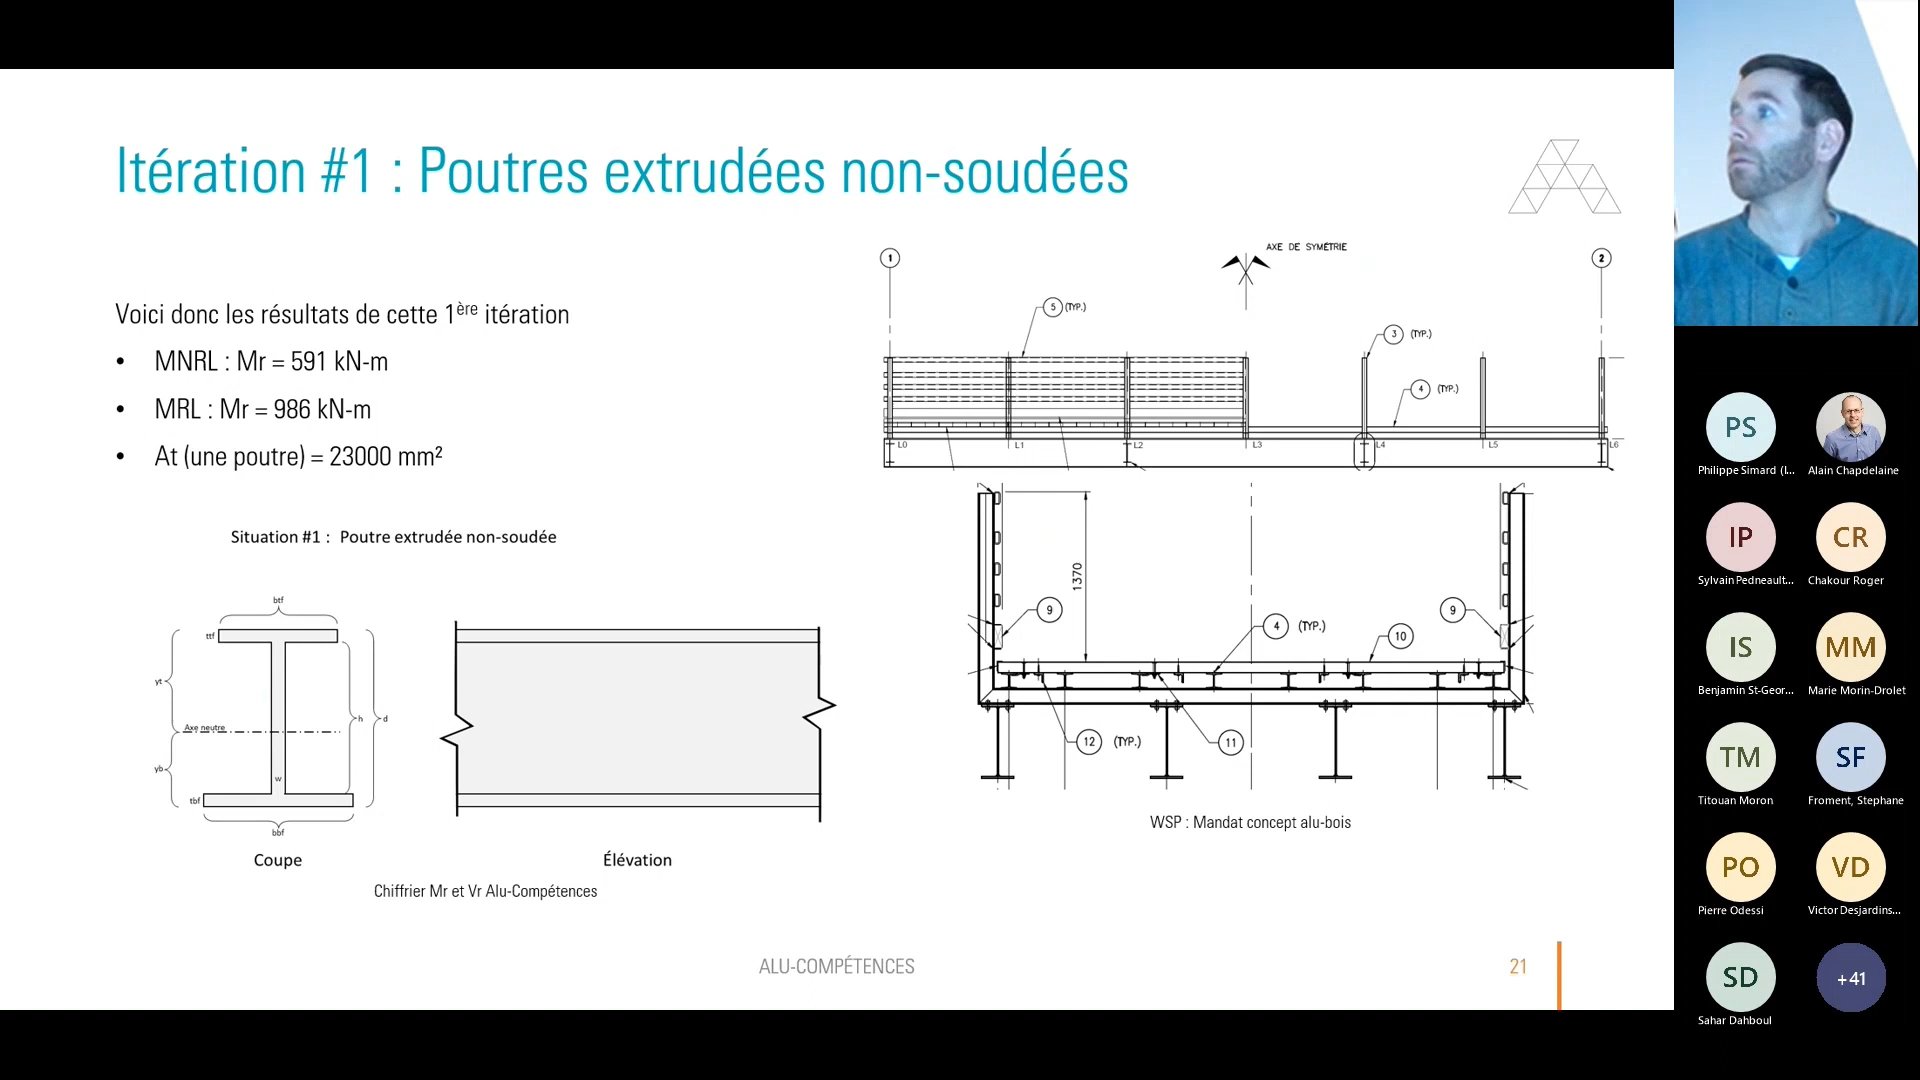 Itération #1 : Poutres extrudées non-soudées
Voici donc les résultats de cette 1ère itération
• MNRL : Mr = 591 kN-m
• MRL : Mr = 986 kN-m
• At (une poutre) = 23000 mm²
Situation #1 : Poutre extrudée non-soudée
btf
ttf
yt
Axe neutre
h
d
yb
w
tbf
bbf
Coupe
Élévation
Chiffrier Mr et Vr Alu-Compétences
AXE DE SYMÉTRIE
1
2
5 (TYP.)
3 (TYP.)
4 (TYP.)
L0
L1
L2
L3
L4
L5
L6
1370
9
9
4 (TYP.)
10
12 (TYP.)
11
WSP : Mandat concept alu-bois
ALU-COMPÉTENCES
21
PS
Philippe Simard (I...
Alain Chapdelaine
IP
Sylvain Pedneault...
CR
Chakour Roger
IS
Benjamin St-Geor...
MM
Marie Morin-Drolet
TM
Titouan Moron
SF
Froment, Stephane
PO
Pierre Odessi
VD
Victor Desjardins...
SD
Sahar Dahboul
+41